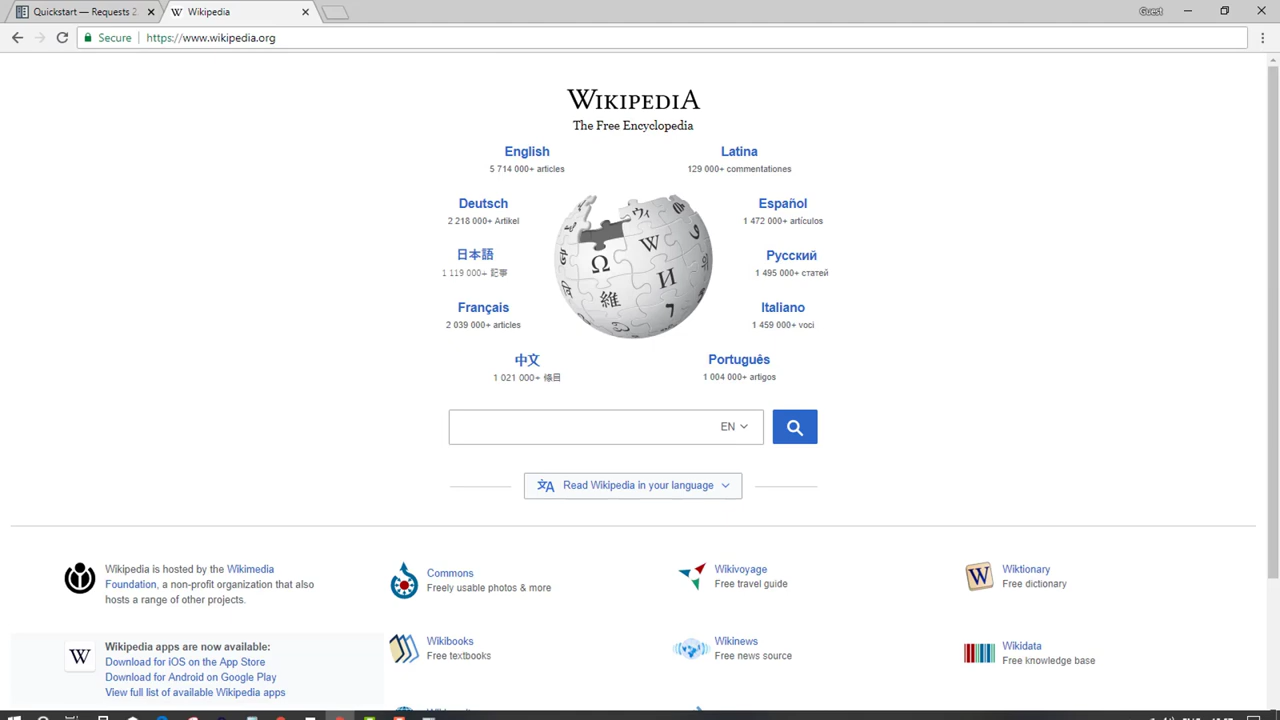 Quickstart — Requests 2
Wikipedia
Guest
Secure
https://www.wikipedia.org
WIKIPEDIA
The Free Encyclopedia
English
5 714 000+ articles
Latina
129 000+ commentationes
Deutsch
2 218 000+ Artikel
Español
1 472 000+ artículos
日本語
1 119 000+ 記事
Русский
1 495 000+ статей
Français
2 039 000+ articles
Italiano
1 459 000+ voci
中文
1 021 000+ 條目
Português
1 004 000+ artigos
Ω
W
И
維
EN
Read Wikipedia in your language
Wikipedia is hosted by the Wikimedia
Foundation, a non-profit organization that also
hosts a range of other projects.
Commons
Freely usable photos & more
Wikivoyage
Free travel guide
W
Wiktionary
Free dictionary
W
Wikipedia apps are now available:
Download for iOS on the App Store
Download for Android on Google Play
View full list of available Wikipedia apps
Wikibooks
Free textbooks
Wikinews
Free news source
Wikidata
Free knowledge base